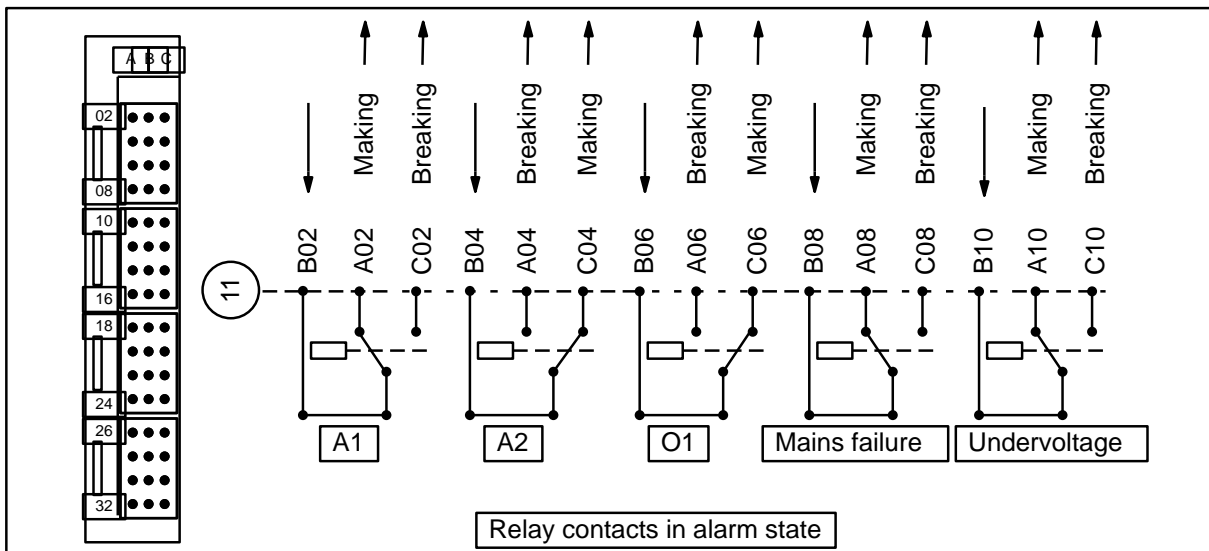 A B C
02
08
10
16
18
24
26
32
11
Making
Breaking
Breaking
Making
Breaking
Making
Making
Breaking
Making
Breaking
B02
A02
C02
B04
A04
C04
B06
A06
C06
B08
A08
C08
B10
A10
C10
A1
A2
O1
Mains failure
Undervoltage
Relay contacts in alarm state